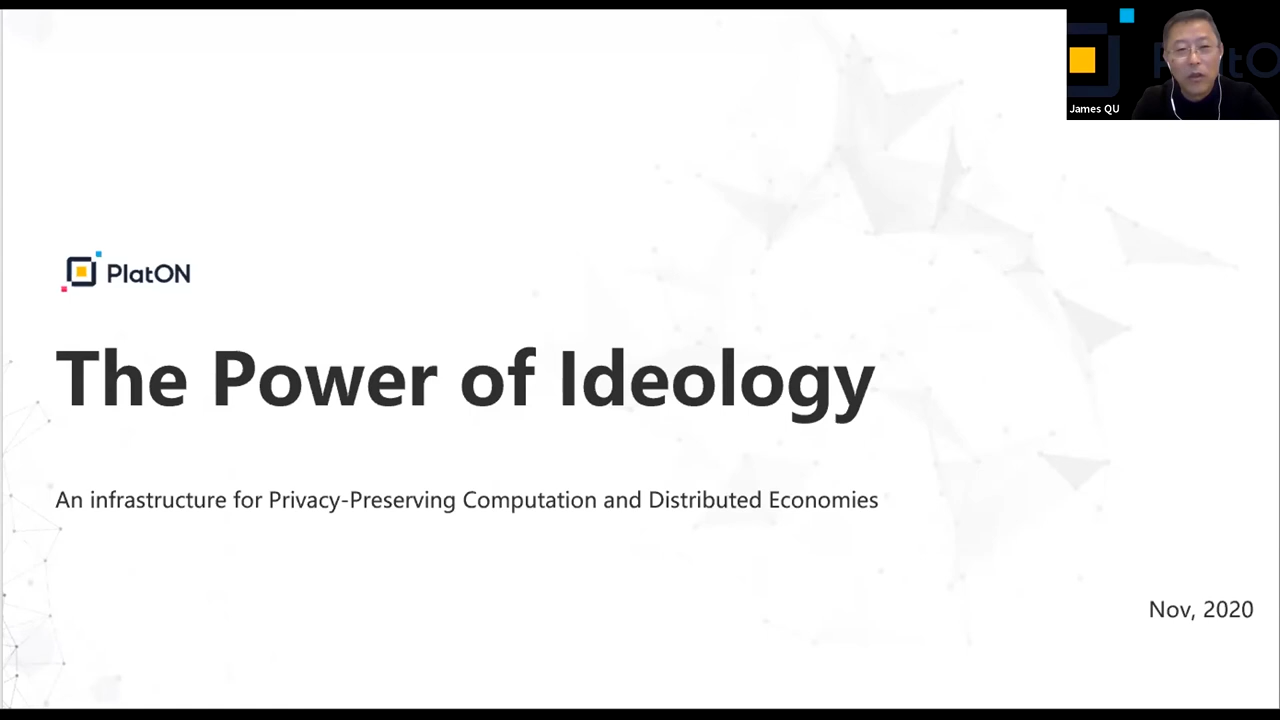 James QU
PlatON
The Power of Ideology
An infrastructure for Privacy-Preserving Computation and Distributed Economies
Nov, 2020